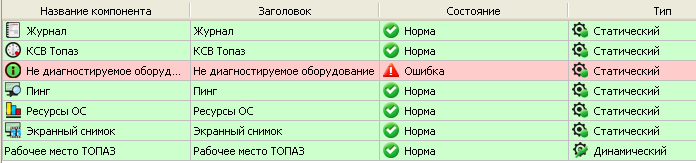 Название компонента Заголовок Состояние Тип
Журнал Журнал Норма Статический
КСВ Топаз КСВ Топаз Норма Статический
Не диагностируемое оборуд... Не диагностируемое оборудование Ошибка Статический
Пинг Пинг Норма Статический
Ресурсы ОС Ресурсы ОС Норма Статический
Экранный снимок Экранный снимок Норма Статический
Рабочее место ТОПАЗ Рабочее место ТОПАЗ Норма Динамический